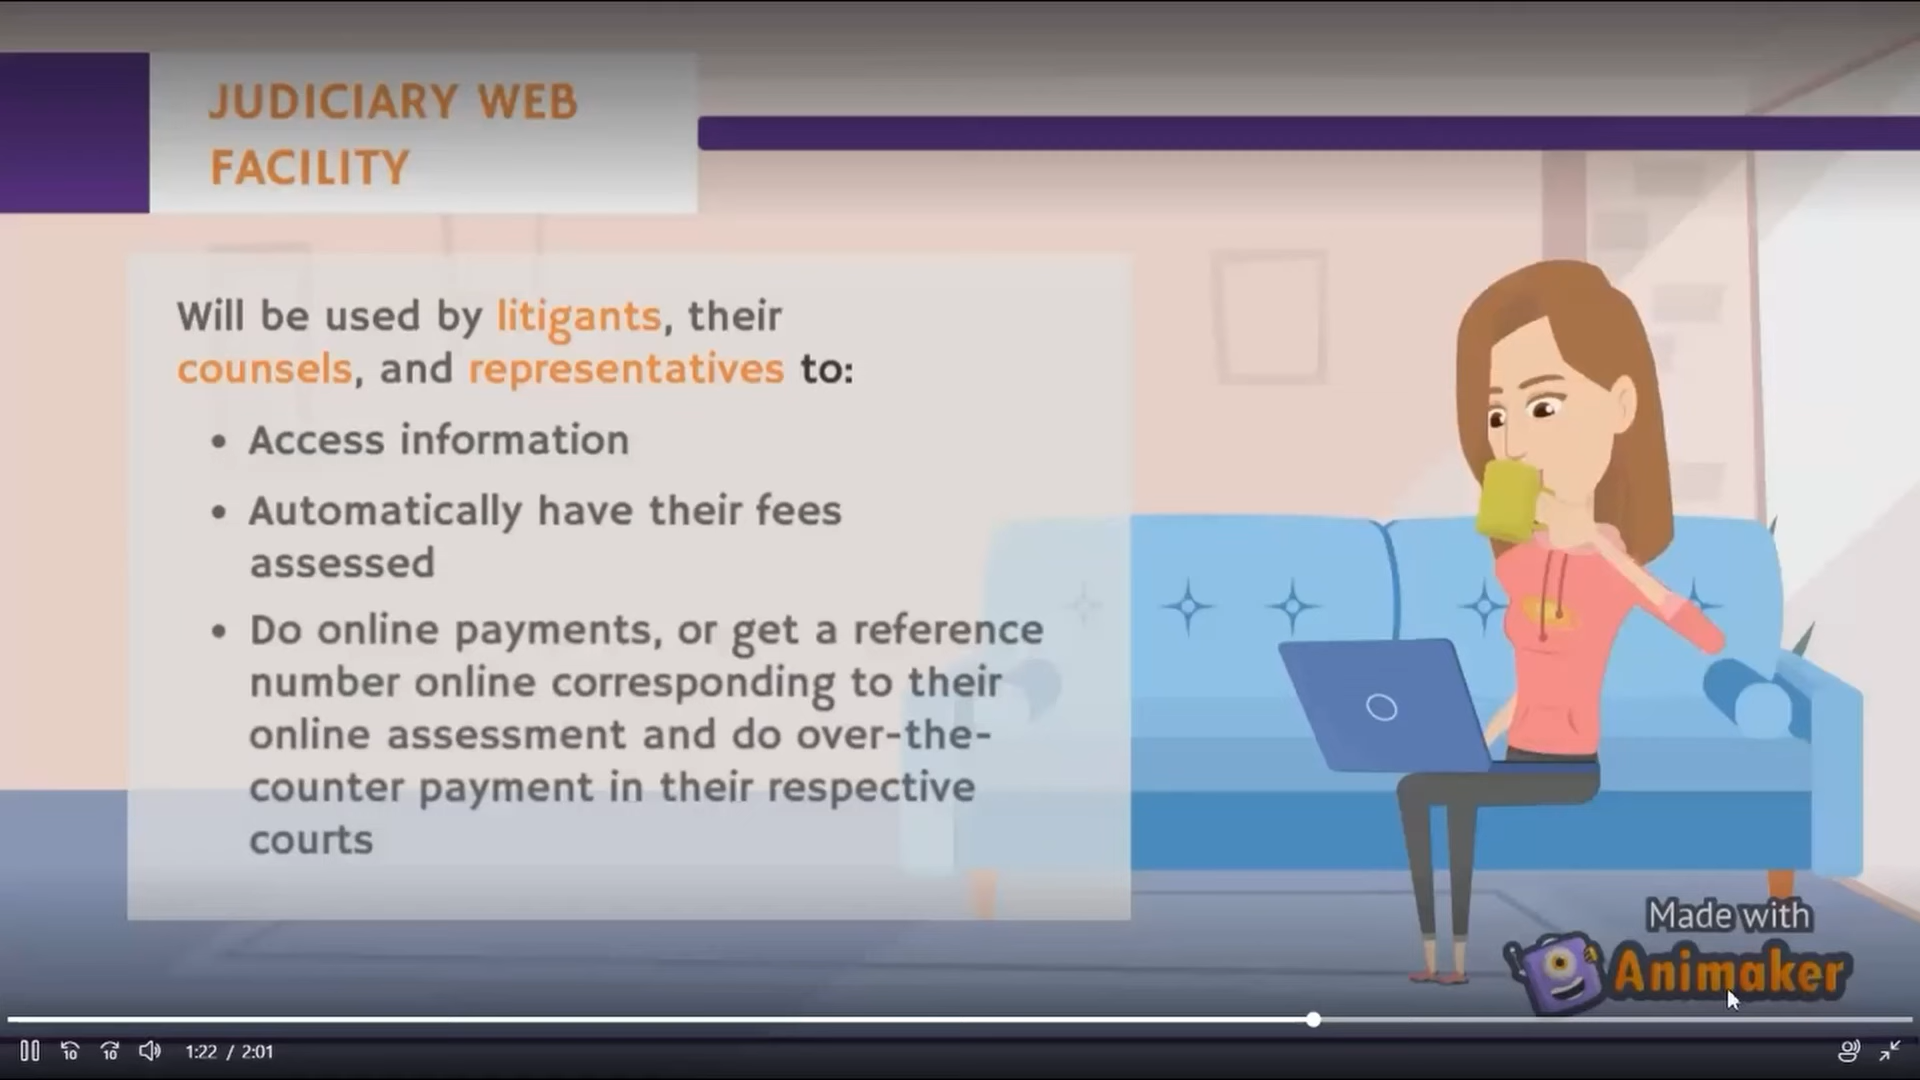 JUDICIARY WEB
FACILITY
Will be used by litigants, their
counsels, and representatives to:
• Access information
• Automatically have their fees
assessed
• Do online payments, or get a reference
number online corresponding to their
online assessment and do over-the-
counter payment in their respective
courts
Made with
Animaker
10
10
1:22 / 2:01